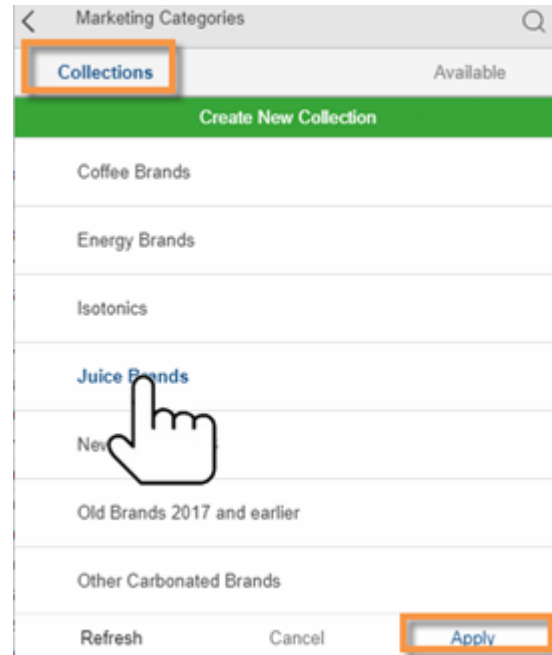 Marketing Categories
Collections Available
Create New Collection
Coffee Brands
Energy Brands
Isotonics
Juice Brands
Old Brands 2017 and earlier
Other Carbonated Brands
Refresh Cancel Apply